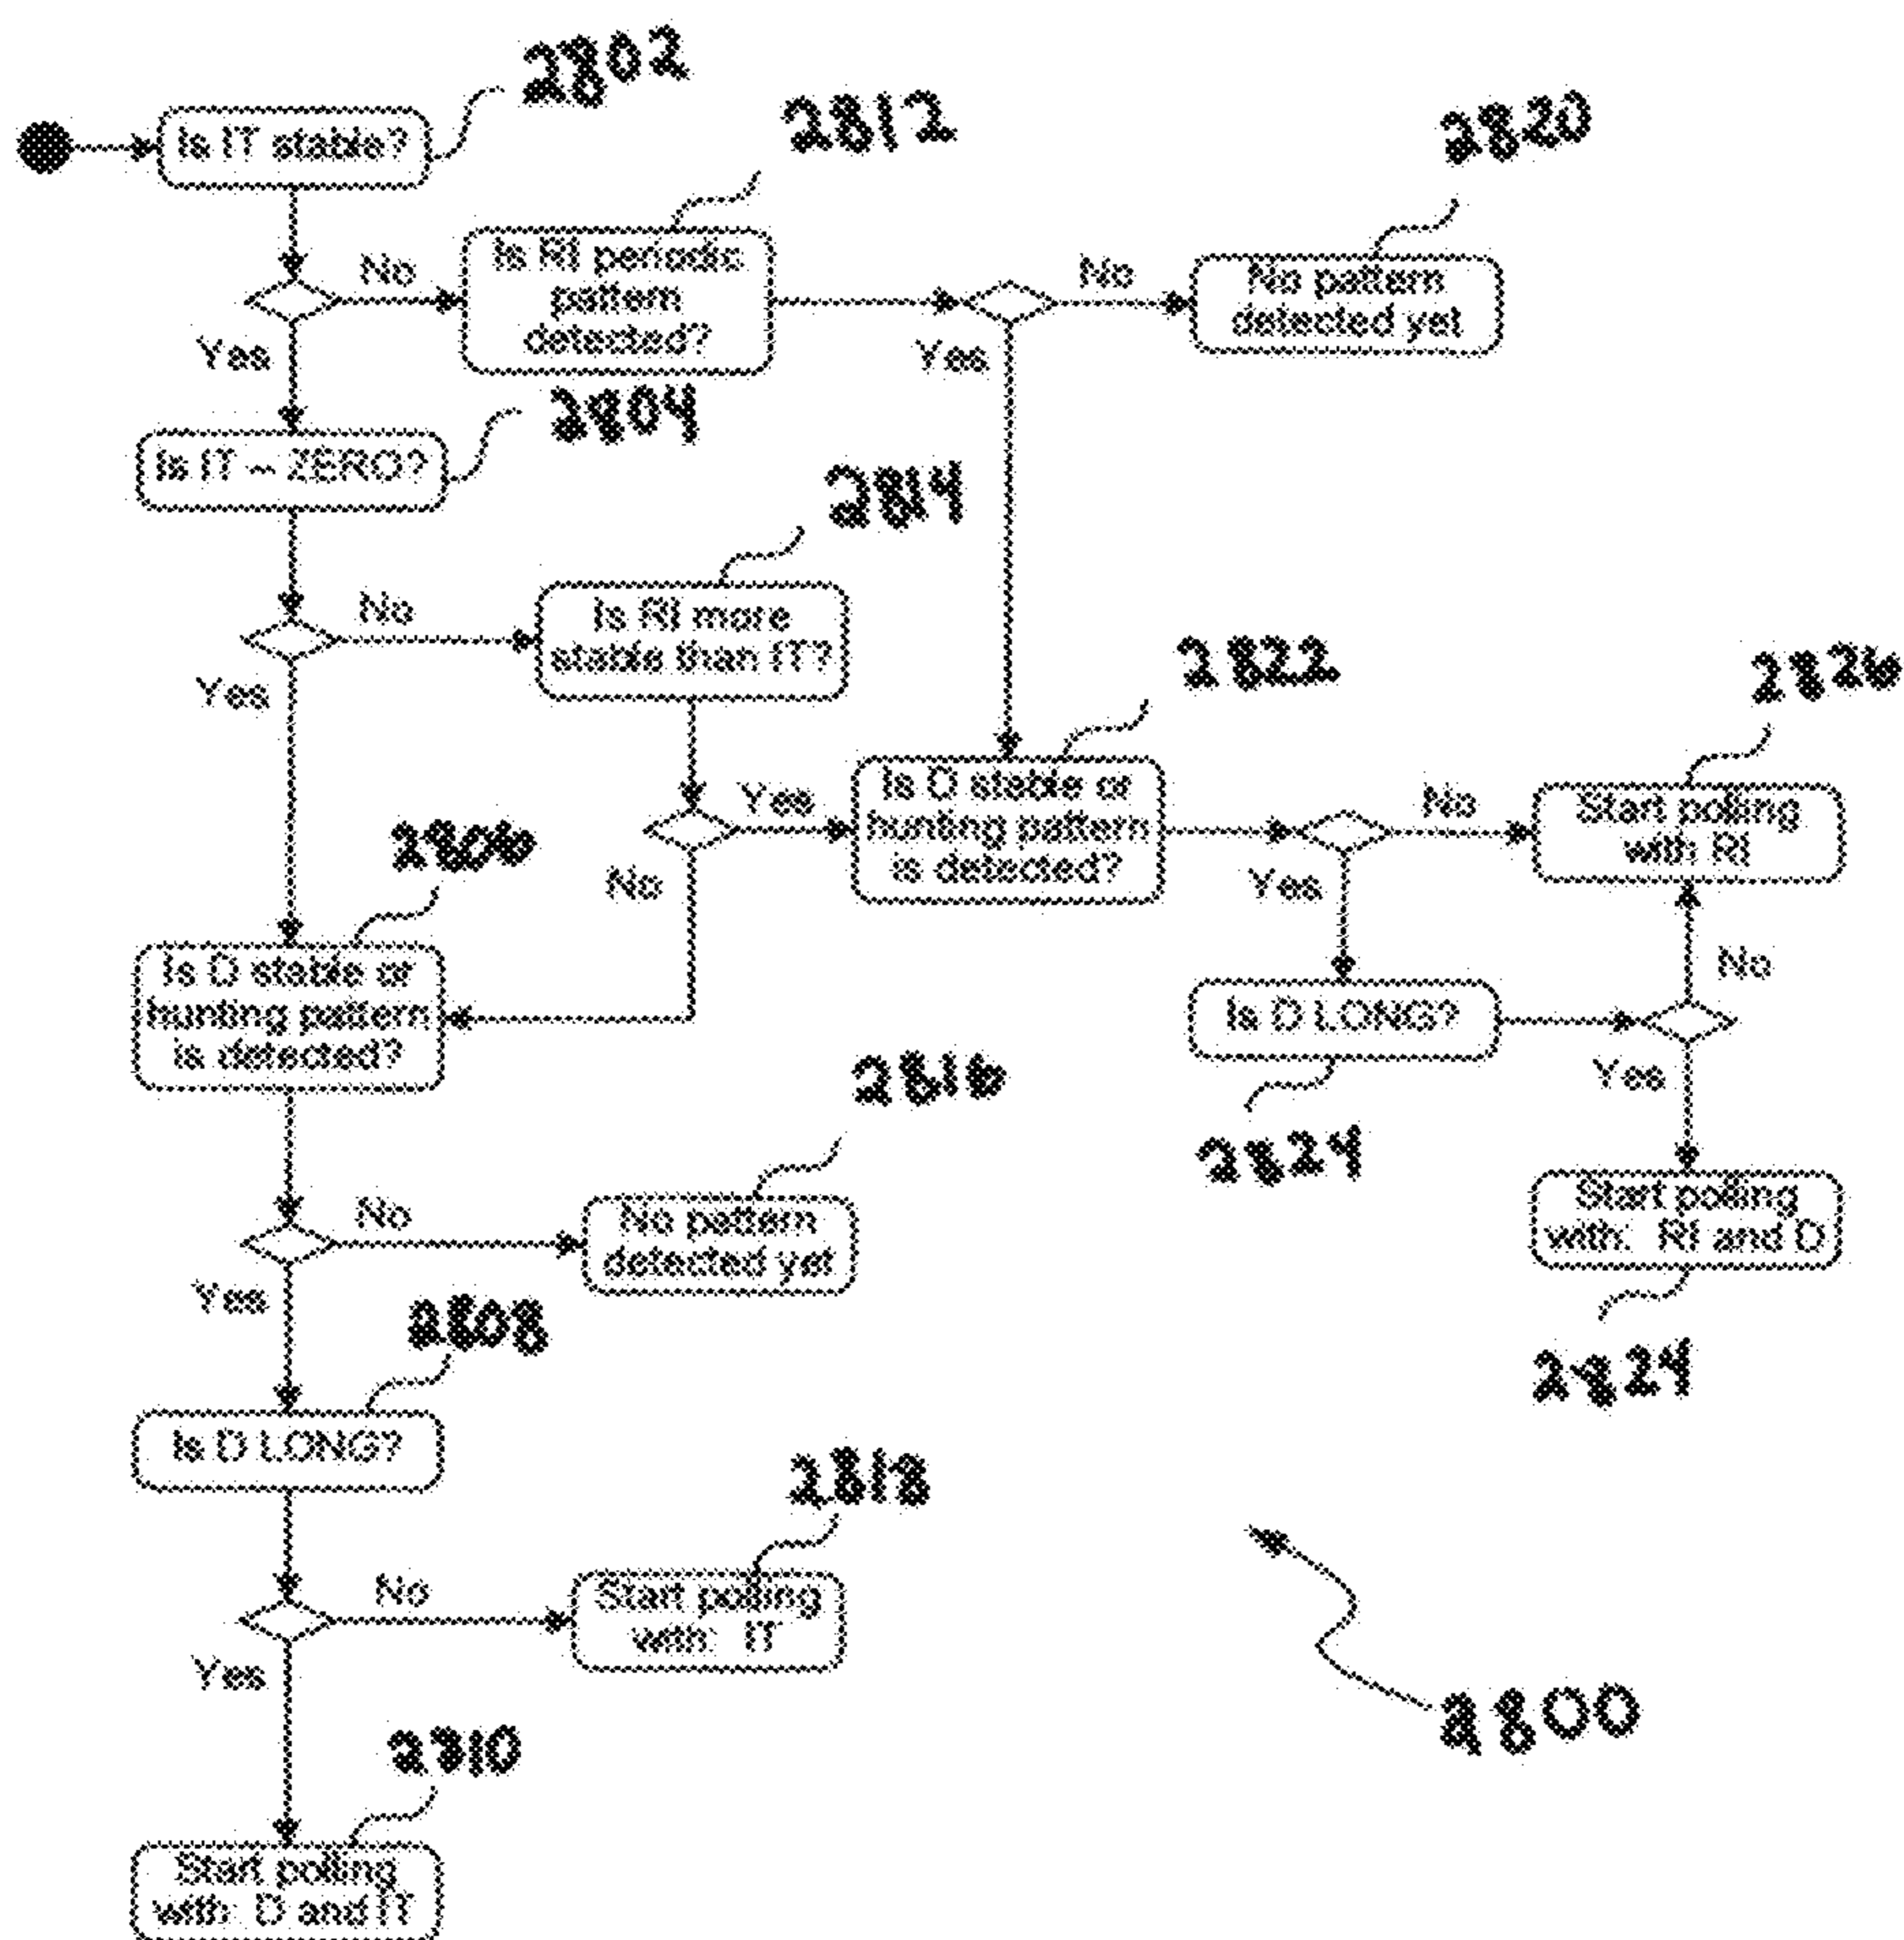 2802
Is IT stable?
2812
2820
No
Is RI periodic
pattern
detected?
No
No pattern
detected yet
Yes
Yes
2804
Is IT ~ ZERO?
2814
No
Is RI more
stable than IT?
Yes
2822
2826
Yes
Is D stable or
hunting pattern
is detected?
No
Start polling
with RI
2806
No
Yes
Is D stable or
hunting pattern
is detected?
Is D LONG?
No
Yes
2816
2824
No
No pattern
detected yet
Start polling
with: RI and D
Yes
2808
2824
Is D LONG?
2818
No
Start polling
with: IT
Yes
2800
2810
Start polling
with: D and IT